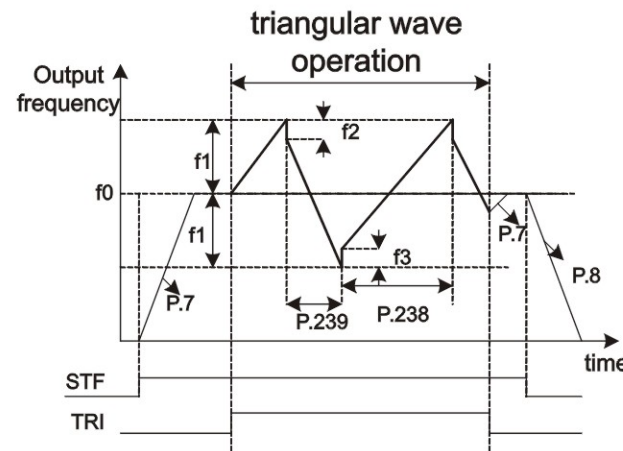 triangular wave
operation
Output
frequency
f2
f1
f0
f1
f3
P.7
P.7
P.8
P.239
P.238
time
STF
TRI